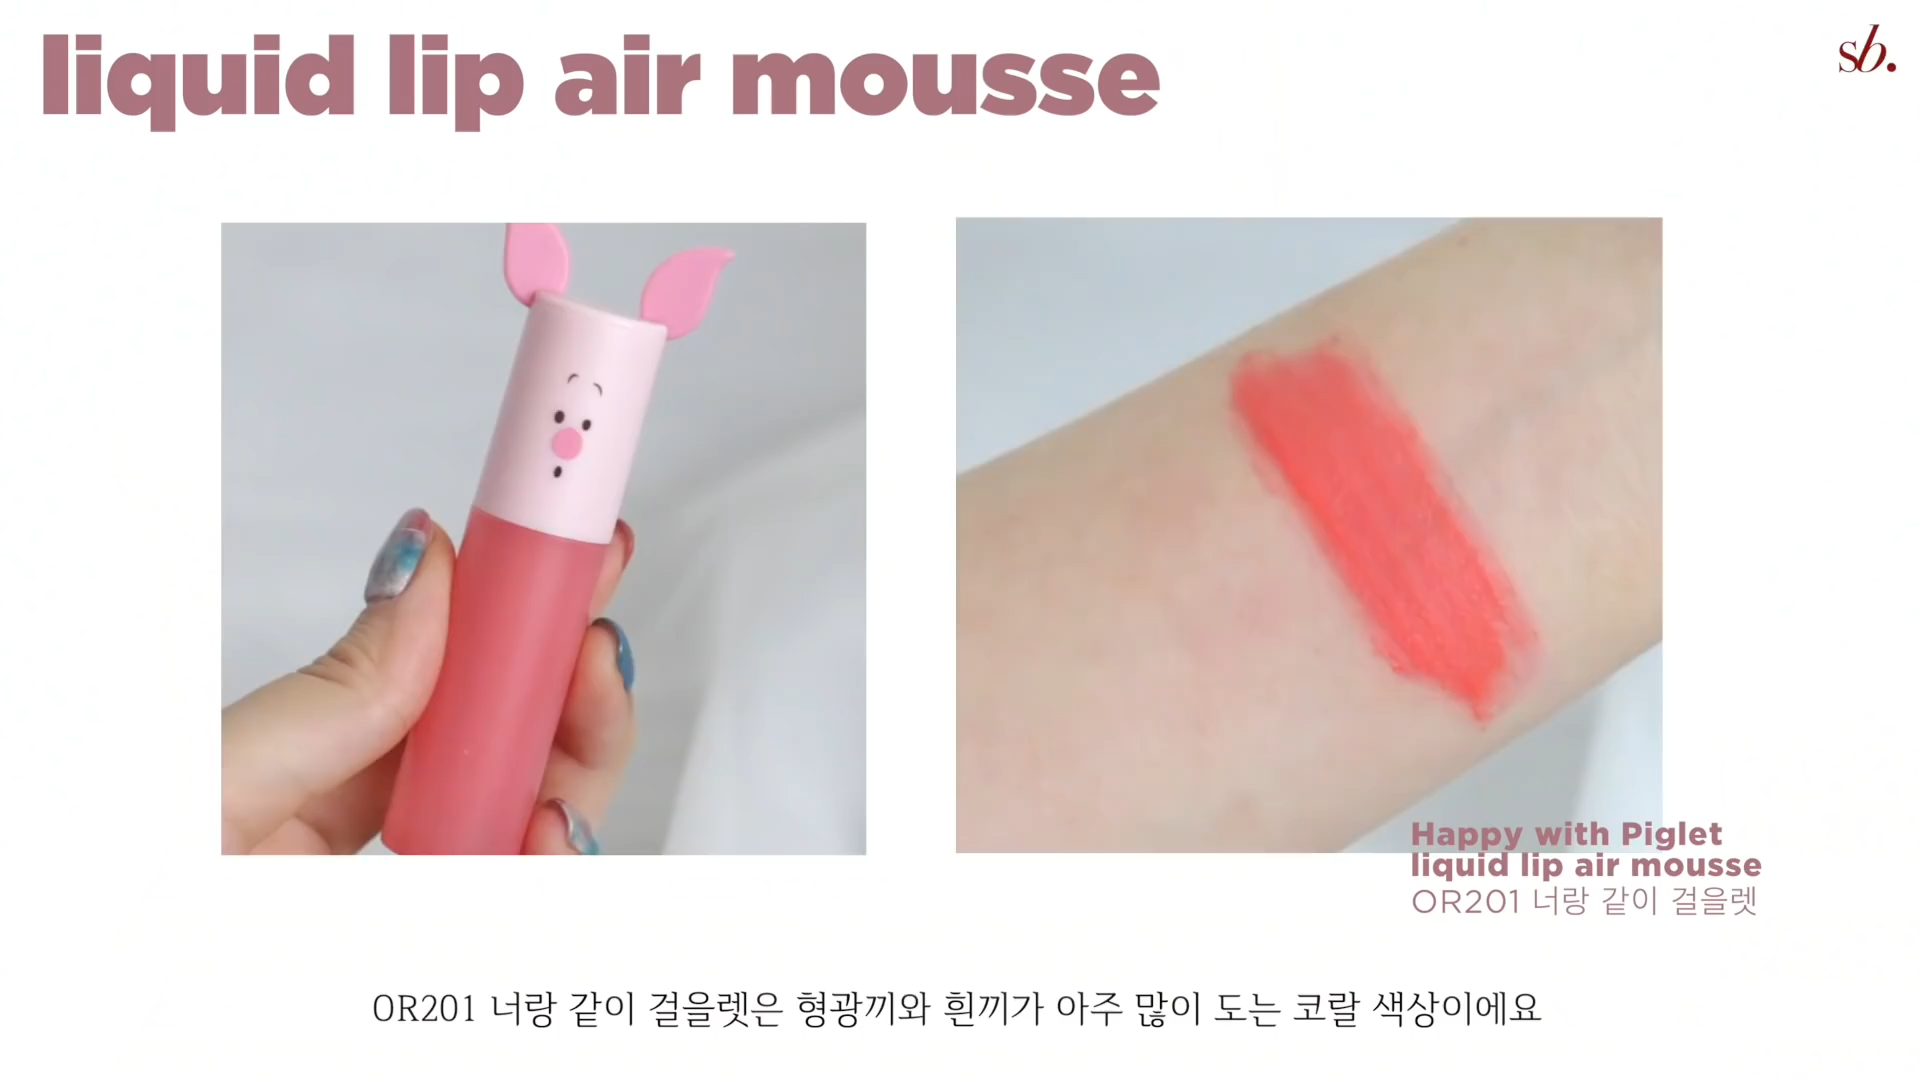 liquid lip air mousse
sb.
Happy with Piglet
liquid lip air mousse
OR201 너랑 같이 걸을렛
OR201 너랑 같이 걸을렛은 형광끼와 흰끼가 아주 많이 도는 코랄 색상이에요